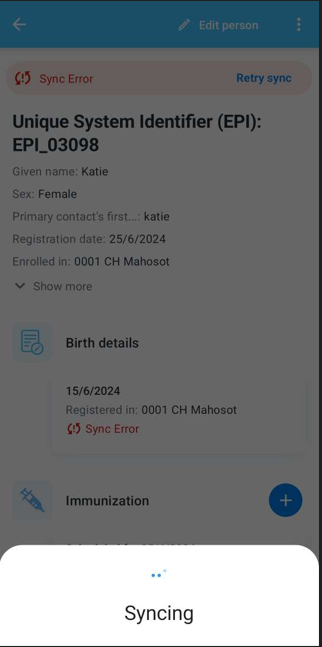 Edit person
Sync Error
Retry sync
Unique System Identifier (EPI):
EPI_03098
Given name: Katie
Sex: Female
Primary contact's first...: katie
Registration date: 25/6/2024
Enrolled in: 0001 CH Mahosot
Show more
Birth details
15/6/2024
Registered in: 0001 CH Mahosot
Sync Error
Immunization
Syncing